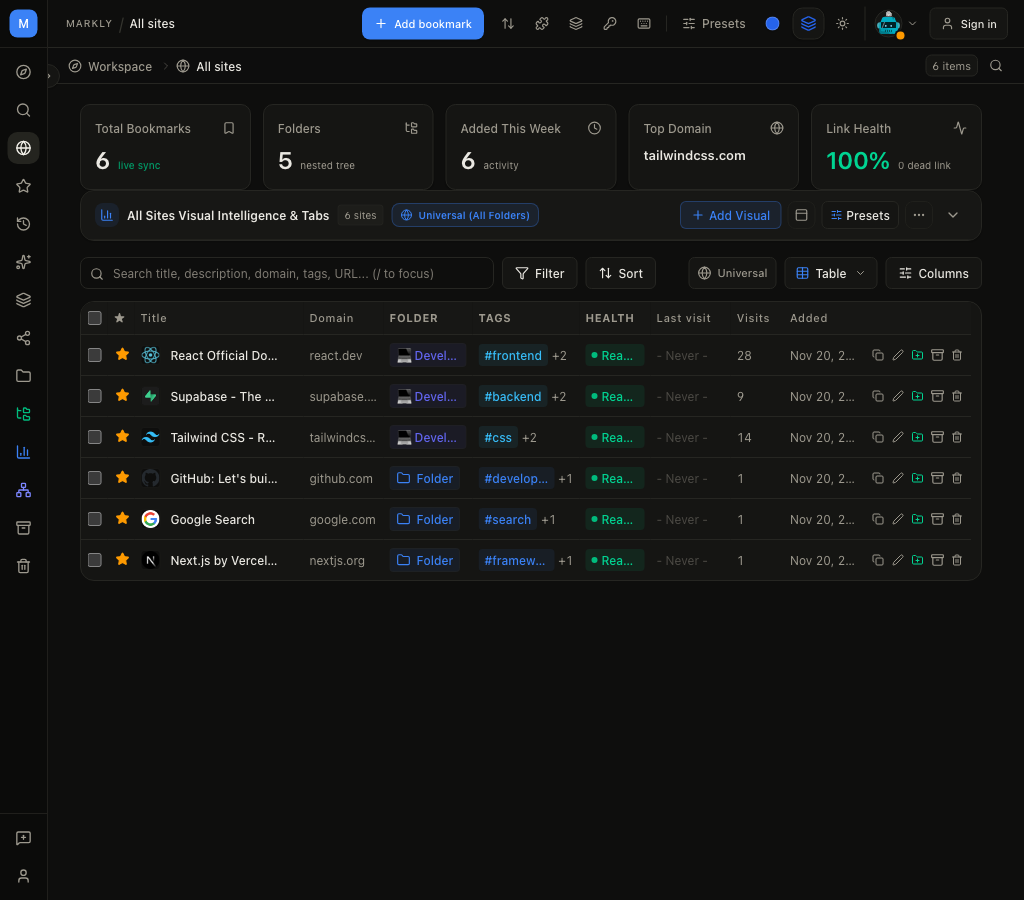 M
MARKLY / All sites
Add bookmark
Presets
Sign in
Workspace
All sites
6 items
Total Bookmarks
6 live sync
Folders
5 nested tree
Added This Week
6 activity
Top Domain
tailwindcss.com
Link Health
100% 0 dead link
All Sites Visual Intelligence & Tabs
6 sites
Universal (All Folders)
Add Visual
Presets
Search title, description, domain, tags, URL... (/ to focus)
Filter
Sort
Universal
Table
Columns
Title Domain FOLDER TAGS HEALTH Last visit Visits Added
React Official Do... react.dev Devel... #frontend +2 Rea... - Never - 28 Nov 20, 2...
Supabase - The ... supabase.... Devel... #backend +2 Rea... - Never - 9 Nov 20, 2...
Tailwind CSS - R... tailwindcs... Devel... #css +2 Rea... - Never - 14 Nov 20, 2...
GitHub: Let's bui... github.com Folder #develop... +1 Rea... - Never - 1 Nov 20, 2...
Google Search google.com Folder #search +1 Rea... - Never - 1 Nov 20, 2...
Next.js by Vercel... nextjs.org Folder #framew... +1 Rea... - Never - 1 Nov 20, 2...